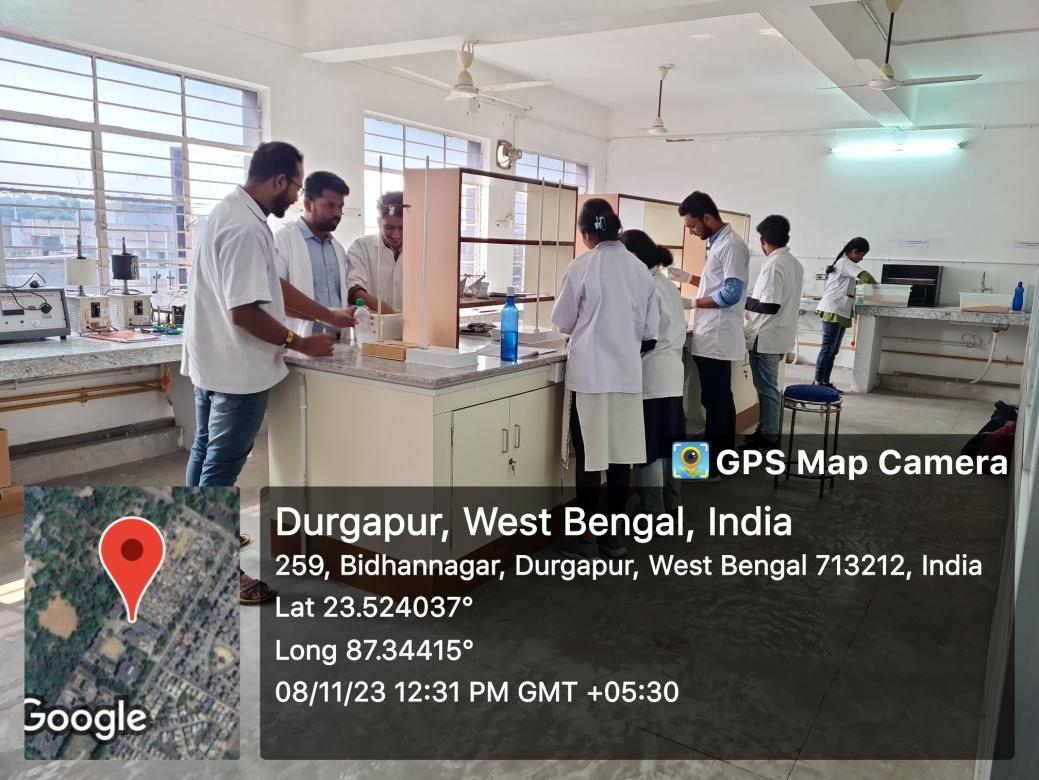 GPS Map Camera
Durgapur, West Bengal, India
259, Bidhannagar, Durgapur, West Bengal 713212, India
Lat 23.524037°
Long 87.34415°
08/11/23 12:31 PM GMT +05:30
Google